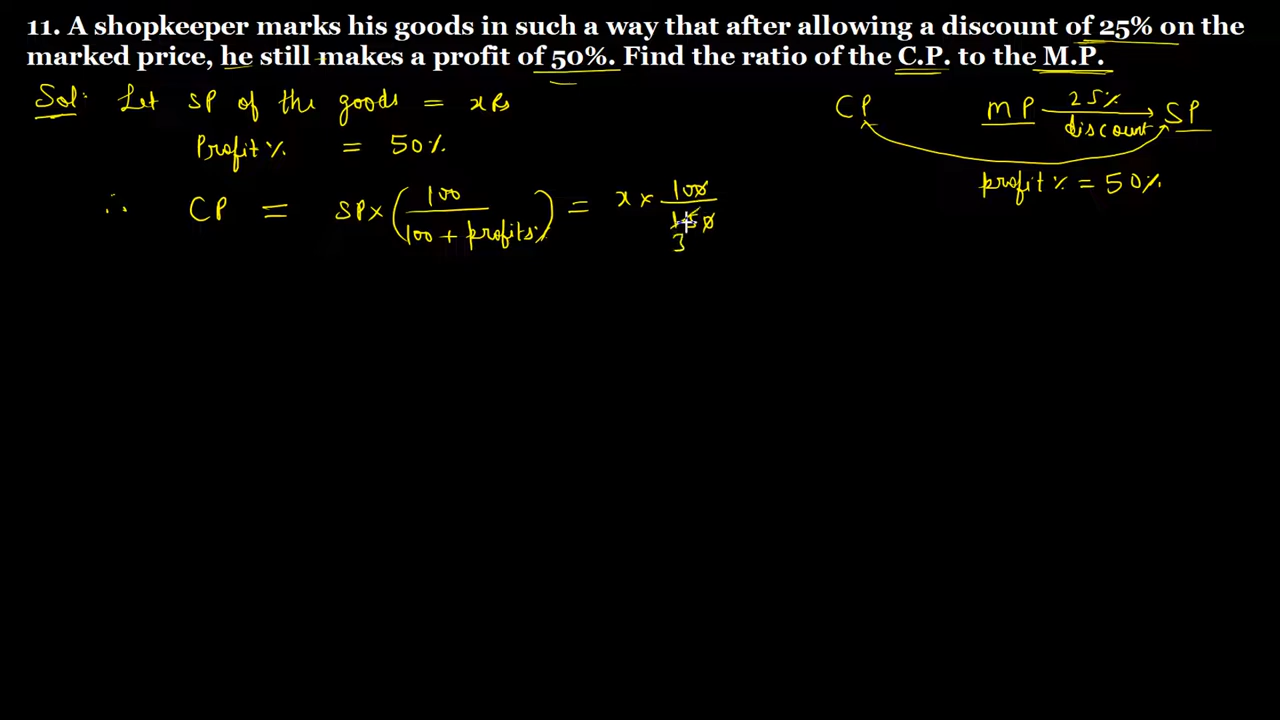 11. A shopkeeper marks his goods in such a way that after allowing a discount of 25% on the
marked price, he still makes a profit of 50%. Find the ratio of the C.P. to the M.P.
Sol: Let SP of the goods = x Rs
Profit % = 50%
∴ CP = SP × (100 / 100 + profit%) = x × 100 / 150
3
CP MP 25% discount SP
profit % = 50%